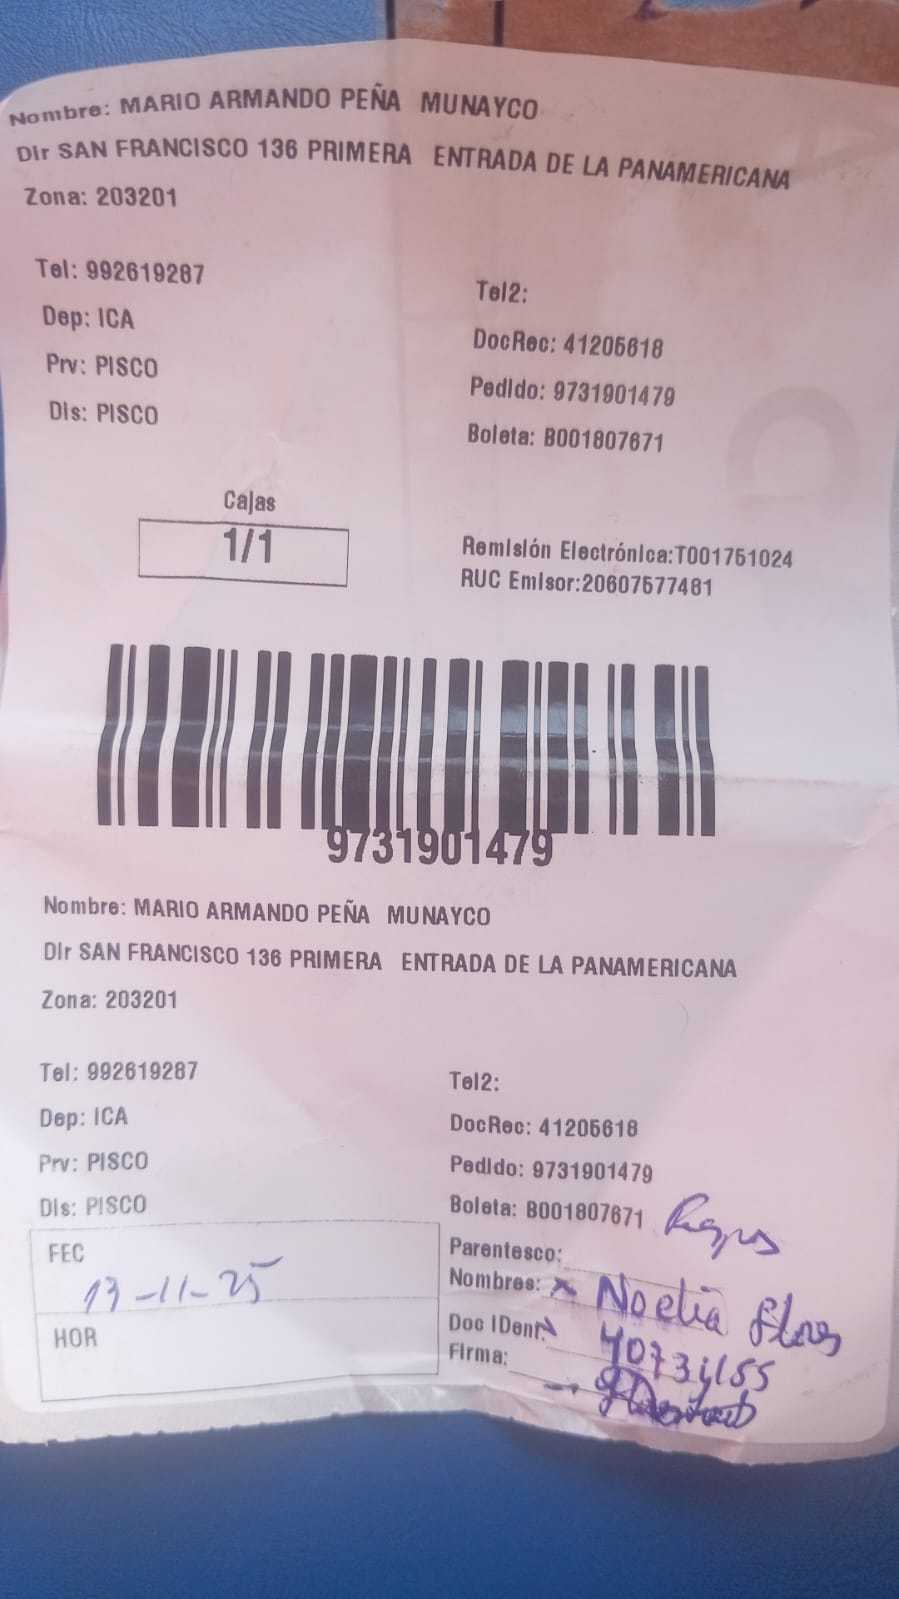 Nombre: MARIO ARMANDO PEÑA MUNAYCO
Dir SAN FRANCISCO 136 PRIMERA ENTRADA DE LA PANAMERICANA
Zona: 203201
Tel: 992619287
Tel2:
Dep: ICA
DocRec: 41205618
Prv: PISCO
Pedido: 9731901479
Dis: PISCO
Boleta: B001807671
Cajas
1/1
Remisión Electrónica:T001751024
RUC Emisor:20607577481
9731901479
Nombre: MARIO ARMANDO PEÑA MUNAYCO
Dir SAN FRANCISCO 136 PRIMERA ENTRADA DE LA PANAMERICANA
Zona: 203201
Tel: 992619287
Tel2:
Dep: ICA
DocRec: 41205618
Prv: PISCO
Pedido: 9731901479
Dis: PISCO
Boleta: B001807671
FEC
13-11-25
HOR
Parentesco:
Nombres: x Noelia Flores
Doc IDent:
Firma: